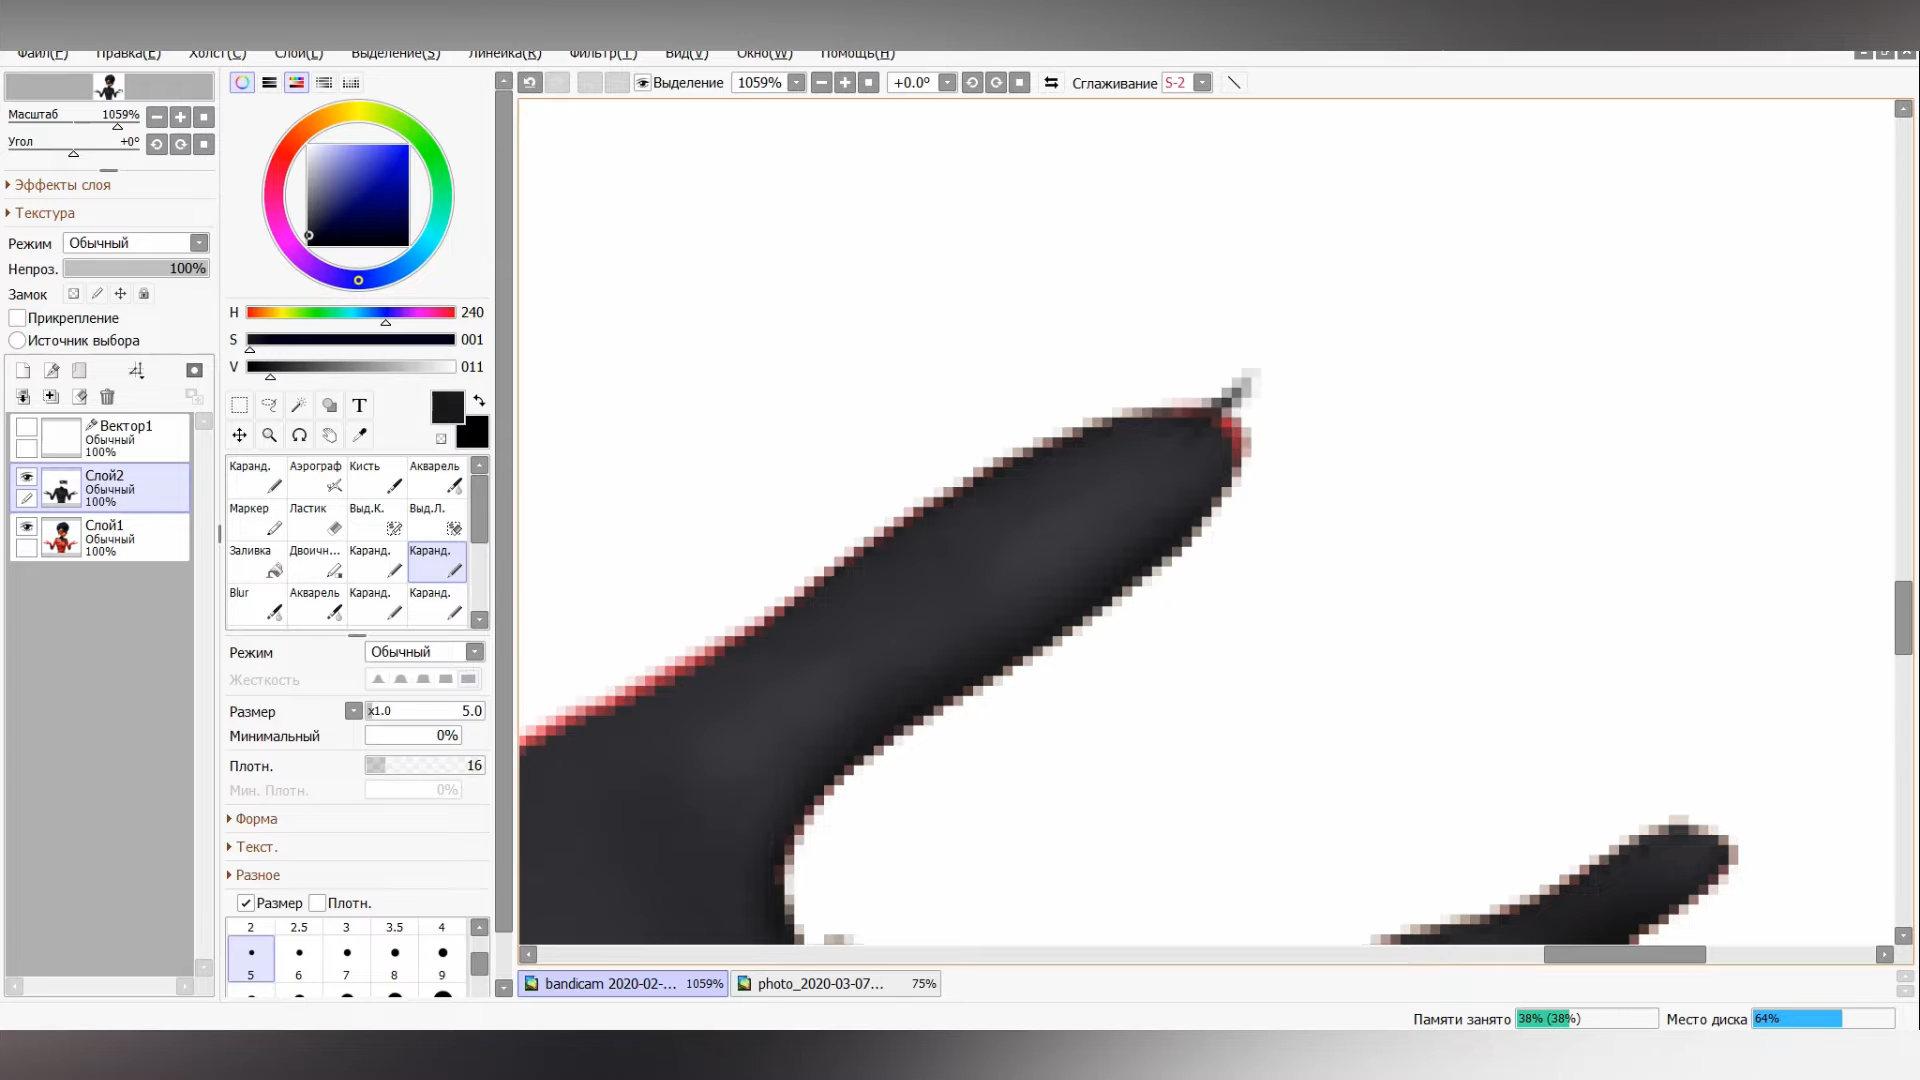 Файл(F) Правка(E) Холст(C) Слои(L) Выделение(S) Линейка(R) Фильтр(T) Вид(V) Окно(W) Помощь(H)
Выделение 1059% +0.0º Сглаживание S-2
Масштаб 1059%
Угол +0º
Эффекты слоя
Текстура
Режим Обычный
Непроз. 100%
Замок
Прикрепление
Источник выбора
Вектор1
Обычный
100%
Слой2
Обычный
100%
Слой1
Обычный
100%
H 240
S 001
V 011
T
Каранд. Аэрограф Кисть Акварель
Маркер Ластик Выд.К. Выд.Л.
Заливка Двоичн... Каранд. Каранд.
Blur Акварель Каранд. Каранд.
Режим Обычный
Жесткость
Размер x1.0 5.0
Минимальный 0%
Плотн. 16
Мин. Плотн. 0%
Форма
Текст.
Разное
Размер Плотн.
2 2.5 3 3.5 4
5 6 7 8 9
bandicam 2020-02-... 1059% photo_2020-03-07... 75%
Памяти занято 38% (38%) Место диска 64%